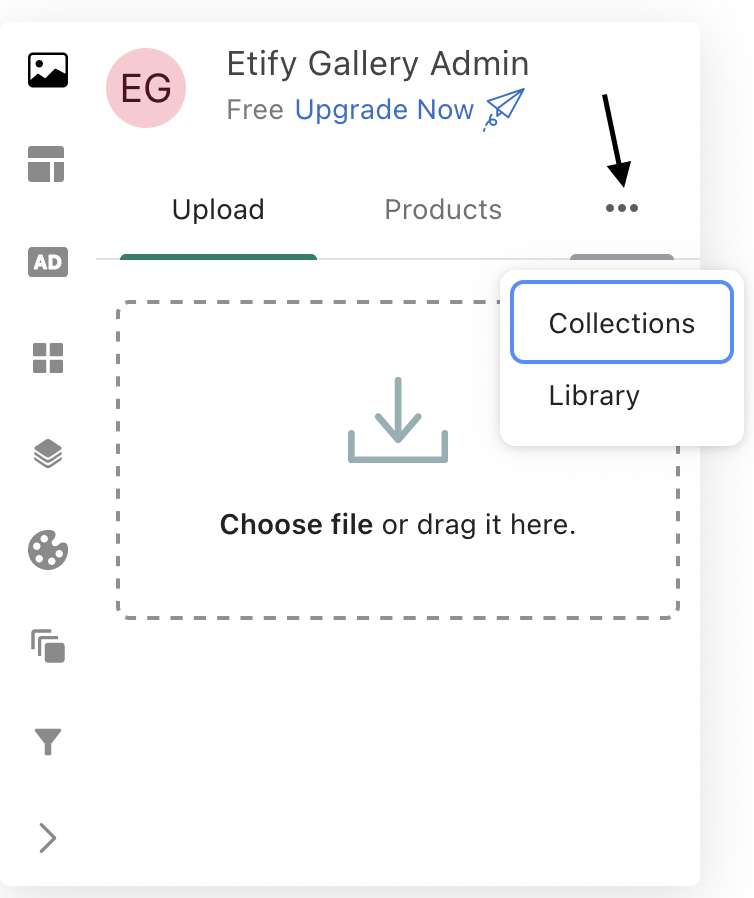 EG
Etify Gallery Admin
Free Upgrade Now
AD
Upload Products •••
Collections
Library
Choose file or drag it here.